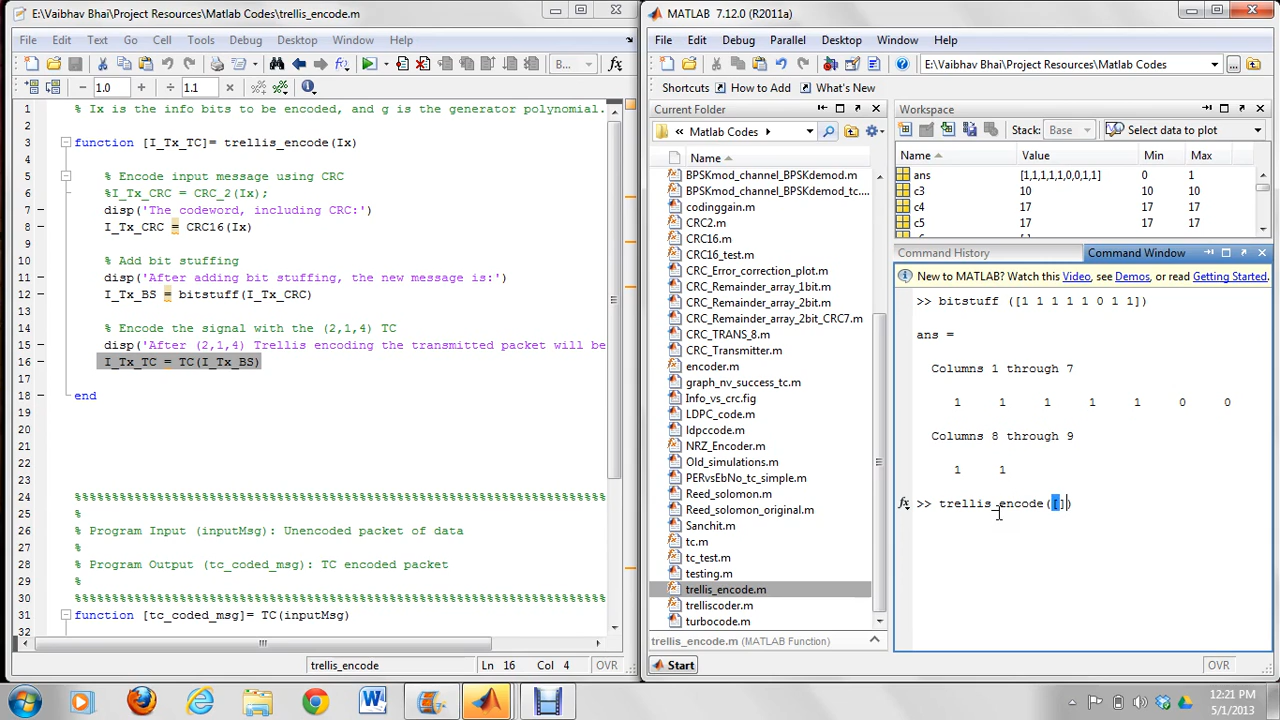 E:\Vaibhav Bhai\Project Resources\Matlab Codes\trellis_encode.m
File Edit Text Go Cell Tools Debug Desktop Window Help
B...
fx
− 1.0 + ÷ 1.1 ×
1 % Ix is the info bits to be encoded, and g is the generator polynomial.
2
3 function [I_Tx_TC]= trellis_encode(Ix)
4
5 % Encode input message using CRC
6 %I_Tx_CRC = CRC_2(Ix);
7 disp('The codeword, including CRC:')
8 I_Tx_CRC = CRC16(Ix)
9
10 % Add bit stuffing
11 disp('After adding bit stuffing, the new message is:')
12 I_Tx_BS = bitstuff(I_Tx_CRC)
13
14 % Encode the signal with the (2,1,4) TC
15 disp('After (2,1,4) Trellis encoding the transmitted packet will be
16 I_Tx_TC = TC(I_Tx_BS)
17
18 end
19
20
21
22
23
24 %%%%%%%%%%%%%%%%%%%%%%%%%%%%%%%%%%%%%%%%%%%%%%%%%%%%%%%%%%%%%%%%%%%%%%%
25 %
26 % Program Input (inputMsg): Unencoded packet of data
27 %
28 % Program Output (tc_coded_msg): TC encoded packet
29 %
30 %%%%%%%%%%%%%%%%%%%%%%%%%%%%%%%%%%%%%%%%%%%%%%%%%%%%%%%%%%%%%%%%%%%%%%%
31 function [tc_coded_msg]= TC(inputMsg)
32
trellis_encode Ln 16 Col 4 OVR
MATLAB 7.12.0 (R2011a)
File Edit Debug Parallel Desktop Window Help
E:\Vaibhav Bhai\Project Resources\Matlab Codes
Shortcuts How to Add What's New
Current Folder
« Matlab Codes
Name
BPSKmod_channel_BPSKdemod.m
BPSKmod_channel_BPSKdemod_tc....
codinggain.m
CRC2.m
CRC16.m
CRC16_test.m
CRC_Error_correction_plot.m
CRC_Remainder_array_1bit.m
CRC_Remainder_array_2bit.m
CRC_Remainder_array_2bit_CRC7.m
CRC_TRANS_8.m
CRC_Transmitter.m
encoder.m
graph_nv_success_tc.m
Info_vs_crc.fig
LDPC_code.m
ldpccode.m
NRZ_Encoder.m
Old_simulations.m
PERvsEbNo_tc_simple.m
Reed_solomon.m
Reed_solomon_original.m
Sanchit.m
tc.m
tc_test.m
testing.m
trellis_encode.m
trelliscoder.m
turbocode.m
trellis_encode.m (MATLAB Function)
Workspace
Stack: Base Select data to plot
Name Value Min Max
ans [1,1,1,1,1,0,0,1,1] 0 1
c3 10 10 10
c4 17 17 17
c5 17 17 17
Command History Command Window
New to MATLAB? Watch this Video, see Demos, or read Getting Started.
>> bitstuff ([1 1 1 1 1 0 1 1])
ans =
Columns 1 through 7
1 1 1 1 1 0 0
Columns 8 through 9
1 1
fx >> trellis_encode([])
Start OVR
12:21 PM
5/1/2013